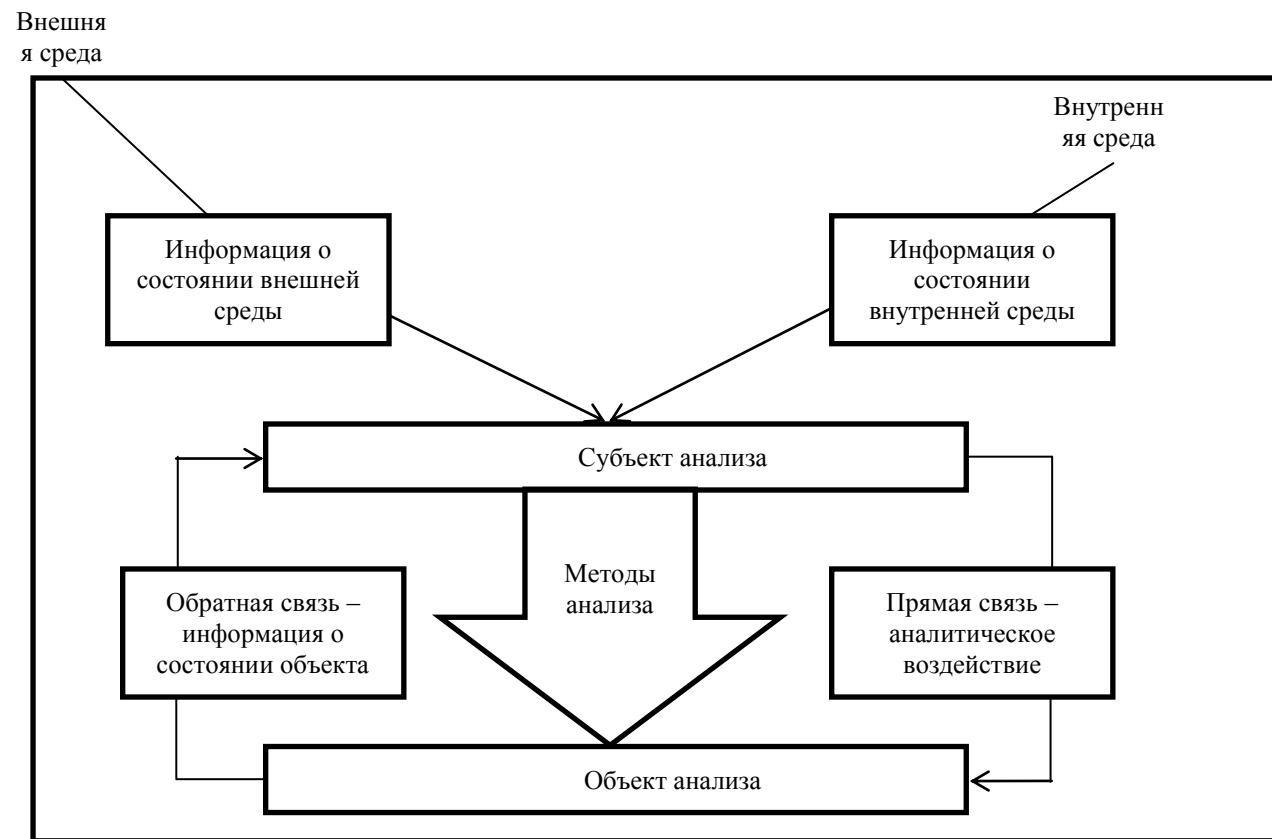 Внешня
я среда
Внутренн
яя среда
Информация о
состоянии внешней
среды
Информация о
состоянии
внутренней среды
Субъект анализа
Методы
анализа
Обратная связь –
информация о
состоянии объекта
Прямая связь –
аналитическое
воздействие
Объект анализа